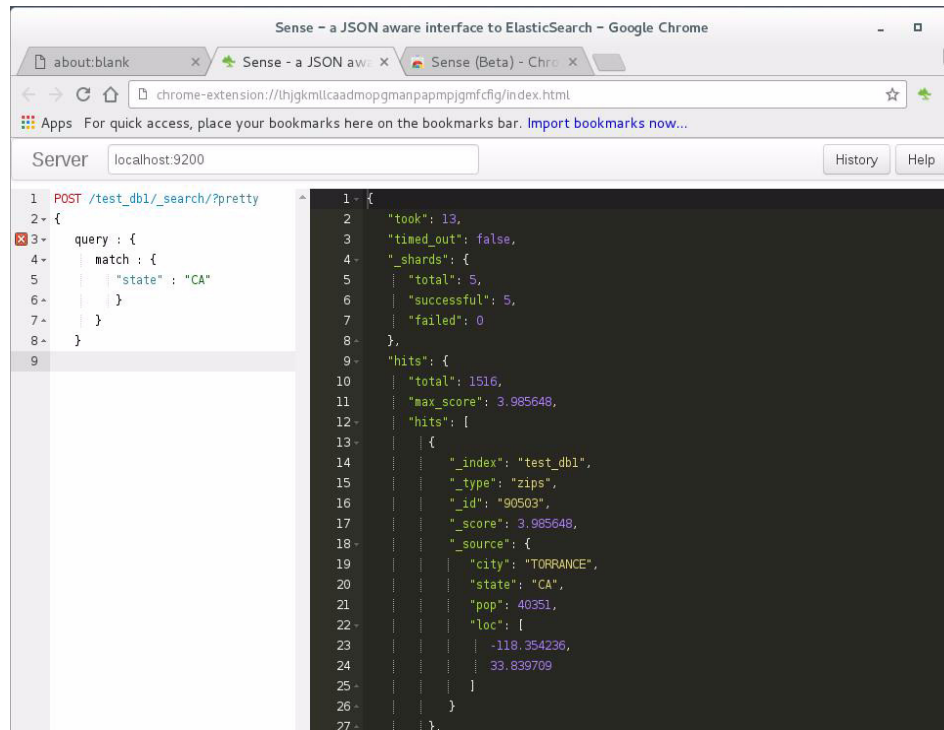 Sense - a JSON aware interface to ElasticSearch - Google Chrome
about:blank
Sense - a JSON aw
Sense (Beta) - Chro
chrome-extension://lhjgkmllcaadmopgmanpapmpjgmfcfig/index.html
Apps For quick access, place your bookmarks here on the bookmarks bar. Import bookmarks now...
Server localhost:9200 History Help
1 POST /test_db1/_search/?pretty
2 {
3 query : {
4 match : {
5 "state" : "CA"
6 }
7 }
8 }
9
1 {
2 "took": 13,
3 "timed_out": false,
4 "_shards": {
5 "total": 5,
6 "successful": 5,
7 "failed": 0
8 },
9 "hits": {
10 "total": 1516,
11 "max_score": 3.985648,
12 "hits": [
13 {
14 "_index": "test_db1",
15 "_type": "zips",
16 "_id": "90503",
17 "_score": 3.985648,
18 "_source": {
19 "city": "TORRANCE",
20 "state": "CA",
21 "pop": 40351,
22 "loc": [
23 -118.354236,
24 33.839709
25 ]
26 }
27 },